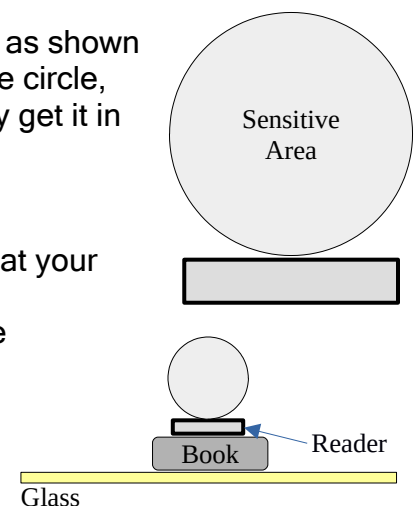 as shown
e circle,
y get it in
at your
e
Sensitive
Area
Reader
Book
Glass